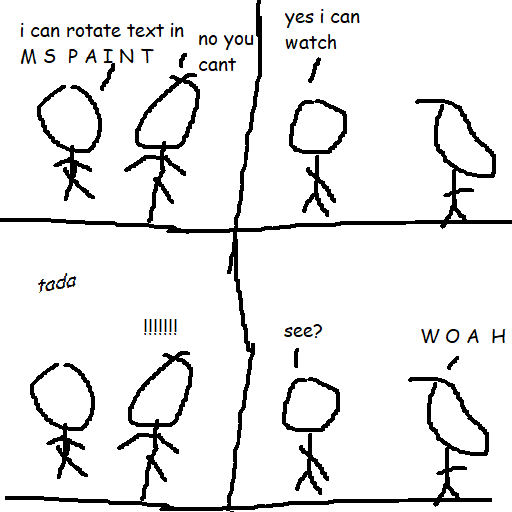 i can rotate text in
M S P A I N T
no you
cant
yes i can
watch
tada
!!!!!!!
see?
W O A H